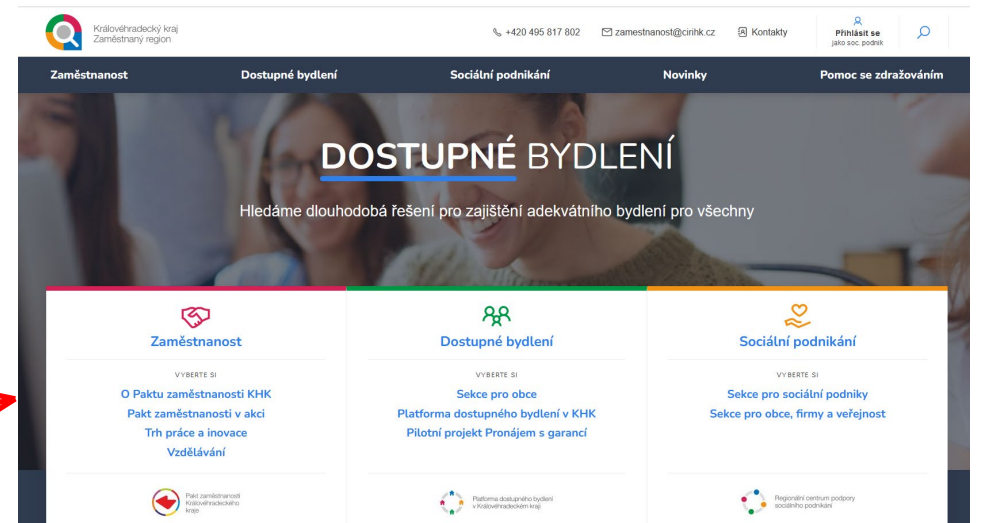 Královéhradecký kraj
Zaměstnaný region
+420 495 817 802
zamestnanost@cirihk.cz
Kontakty
Přihlásit se
jako soc. podnik
Zaměstnanost
Dostupné bydlení
Sociální podnikání
Novinky
Pomoc se zdražováním
DOSTUPNÉ BYDLENÍ
Hledáme dlouhodobá řešení pro zajištění adekvátního bydlení pro všechny
Zaměstnanost
VYBERTE SI
O Paktu zaměstnanosti KHK
Pakt zaměstnanosti v akci
Trh práce a inovace
Vzdělávání
Pakt zaměstnanosti
Královéhradeckého
kraje
Dostupné bydlení
VYBERTE SI
Sekce pro obce
Platforma dostupného bydlení v KHK
Pilotní projekt Pronájem s garancí
Platforma dostupného bydlení
v Královéhradeckém kraji
Sociální podnikání
VYBERTE SI
Sekce pro sociální podniky
Sekce pro obce, firmy a veřejnost
Regionální centrum podpory
sociálního podnikání